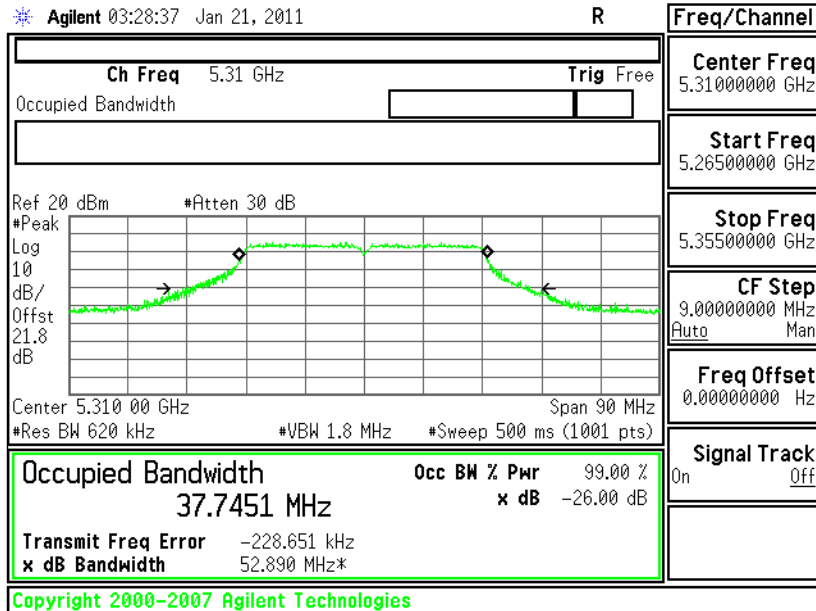 Agilent 03:28:37 Jan 21, 2011 R
Freq/Channel
Ch Freq 5.31 GHz Trig Free
Occupied Bandwidth
Center Freq
5.31000000 GHz
Start Freq
5.26500000 GHz
Stop Freq
5.35500000 GHz
CF Step
9.00000000 MHz
Auto Man
Freq Offset
0.00000000 Hz
Signal Track
On Off
Ref 20 dBm #Atten 30 dB
#Peak
Log
10
dB/
Offst
21.8
dB
Center 5.310 00 GHz Span 90 MHz
#Res BW 620 kHz #VBW 1.8 MHz #Sweep 500 ms (1001 pts)
Occupied Bandwidth Occ BW % Pwr 99.00 %
37.7451 MHz x dB -26.00 dB
Transmit Freq Error -228.651 kHz
x dB Bandwidth 52.890 MHz*
Copyright 2000-2007 Agilent Technologies